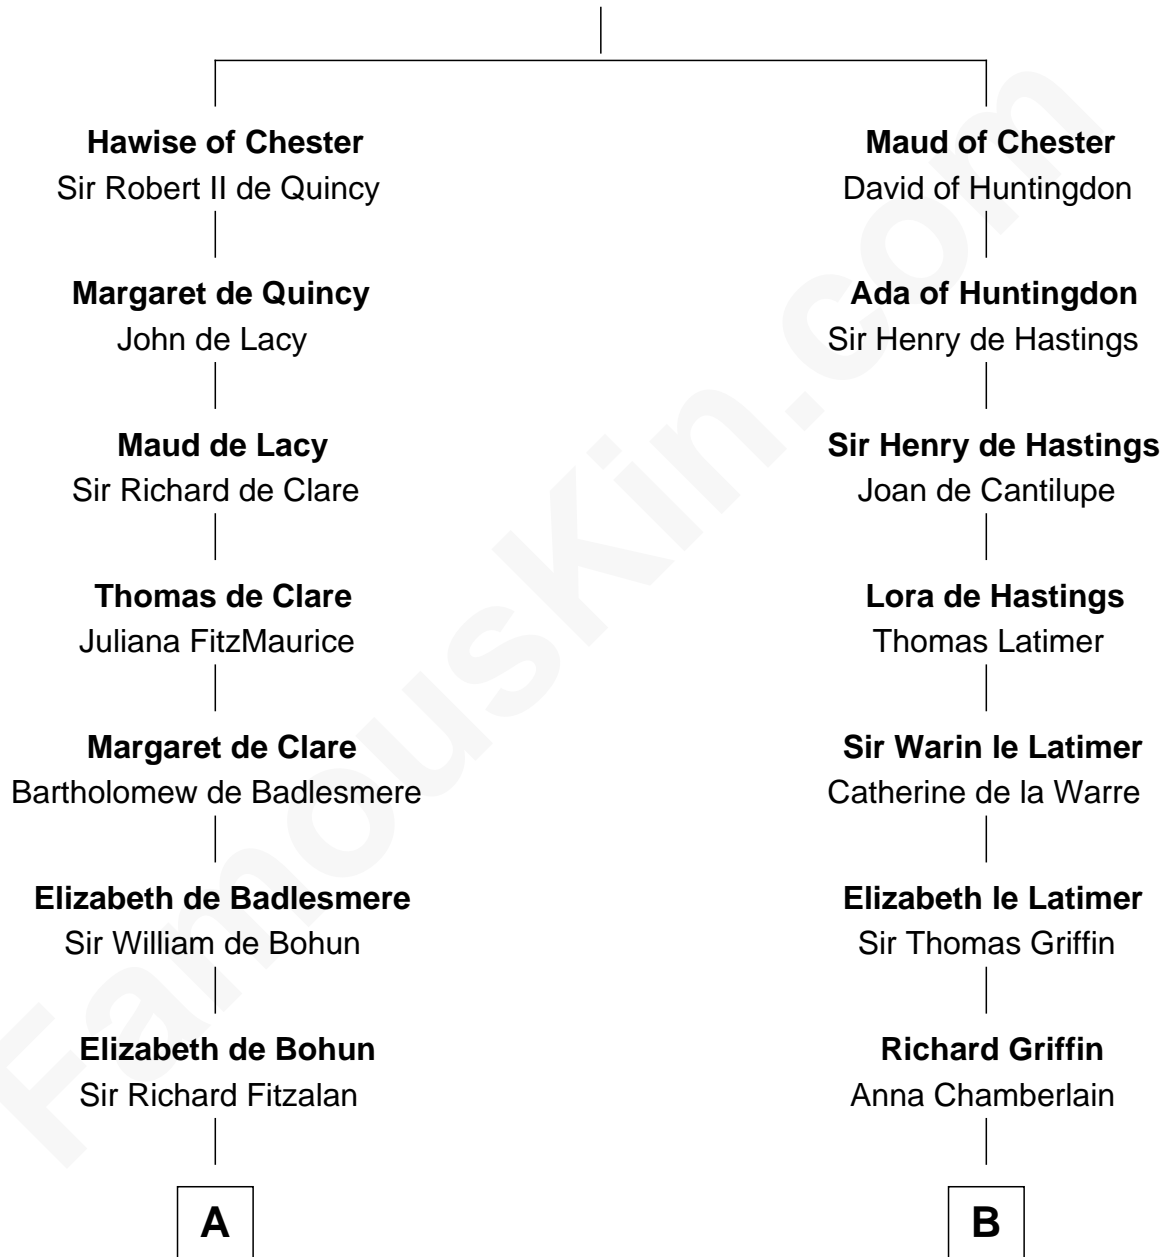 Hawise of Chester
Sir Robert II de Quincy
Margaret de Quincy
John de Lacy
Maud de Lacy
Sir Richard de Clare
Thomas de Clare
Juliana FitzMaurice
Margaret de Clare
Bartholomew de Badlesmere
Elizabeth de Badlesmere
Sir William de Bohun
Elizabeth de Bohun
Sir Richard Fitzalan
A
Maud of Chester
David of Huntingdon
Ada of Huntingdon
Sir Henry de Hastings
Sir Henry de Hastings
Joan de Cantilupe
Lora de Hastings
Thomas Latimer
Sir Warin le Latimer
Catherine de la Warre
Elizabeth le Latimer
Sir Thomas Griffin
Richard Griffin
Anna Chamberlain
B
FamousKin.com